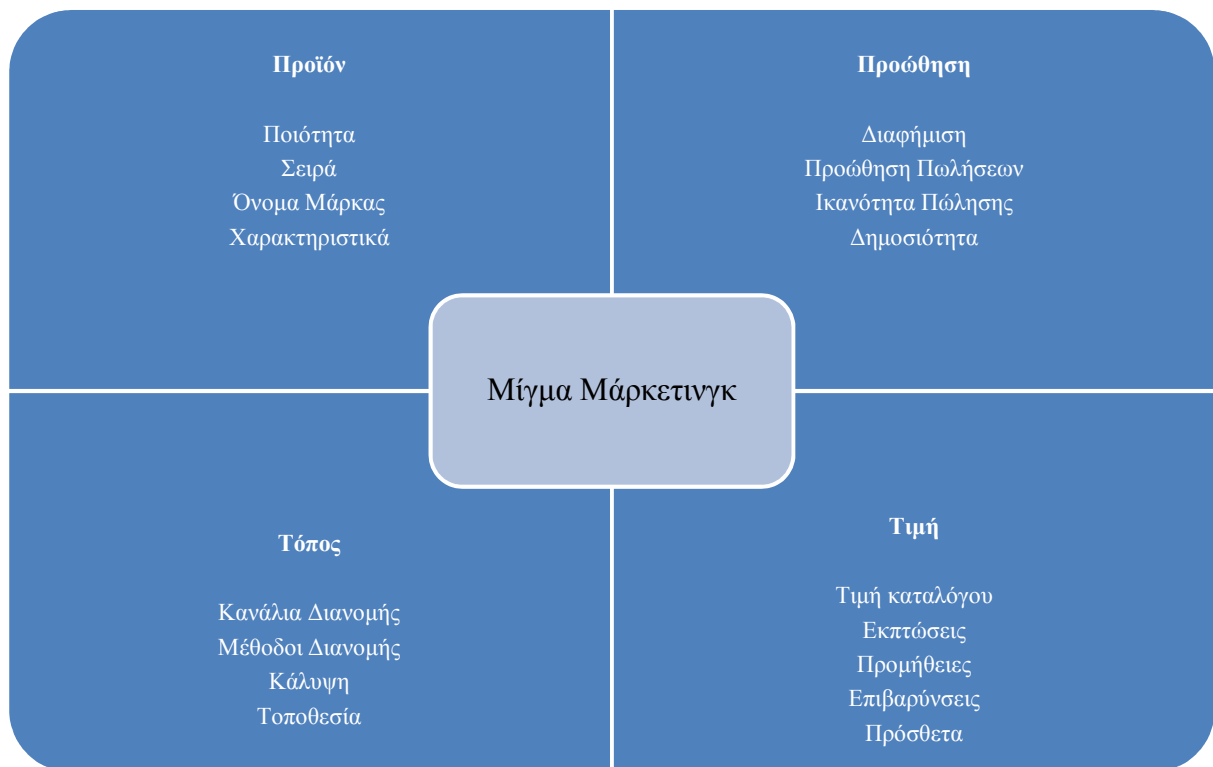 Προϊόν
Ποιότητα
Σειρά
Όνομα Μάρκας
Χαρακτηριστικά
Προώθηση
Διαφήμιση
Προώθηση Πωλήσεων
Ικανότητα Πώλησης
Δημοσιότητα
Μίγμα Μάρκετινγκ
Τόπος
Κανάλια Διανομής
Μέθοδοι Διανομής
Κάλυψη
Τοποθεσία
Τιμή
Τιμή καταλόγου
Εκπτώσεις
Προμήθειες
Επιβαρύνσεις
Πρόσθετα